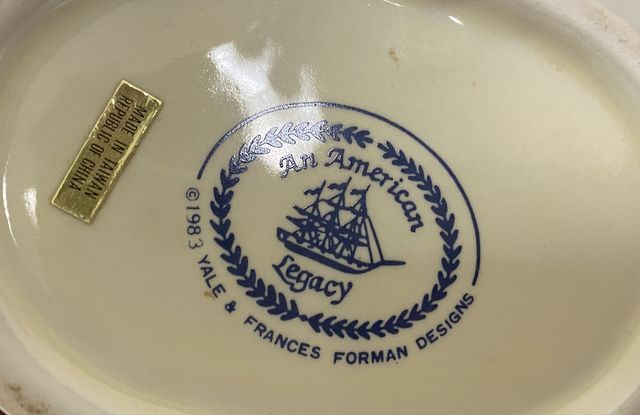 An American
Legacy
©1983 YALE & FRANCES FORMAN DESIGNS
MADE IN TAIWAN
REPUBLIC OF CHINA